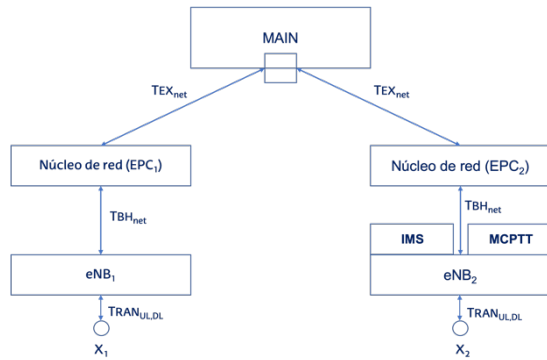 MAIN
TEXnet
TEXnet
Núcleo de red (EPC1)
Núcleo de red (EPC2)
TBHnet
TBHnet
IMS
MCPTT
eNB1
eNB2
TRANUL,DL
TRANUL,DL
X1
X2